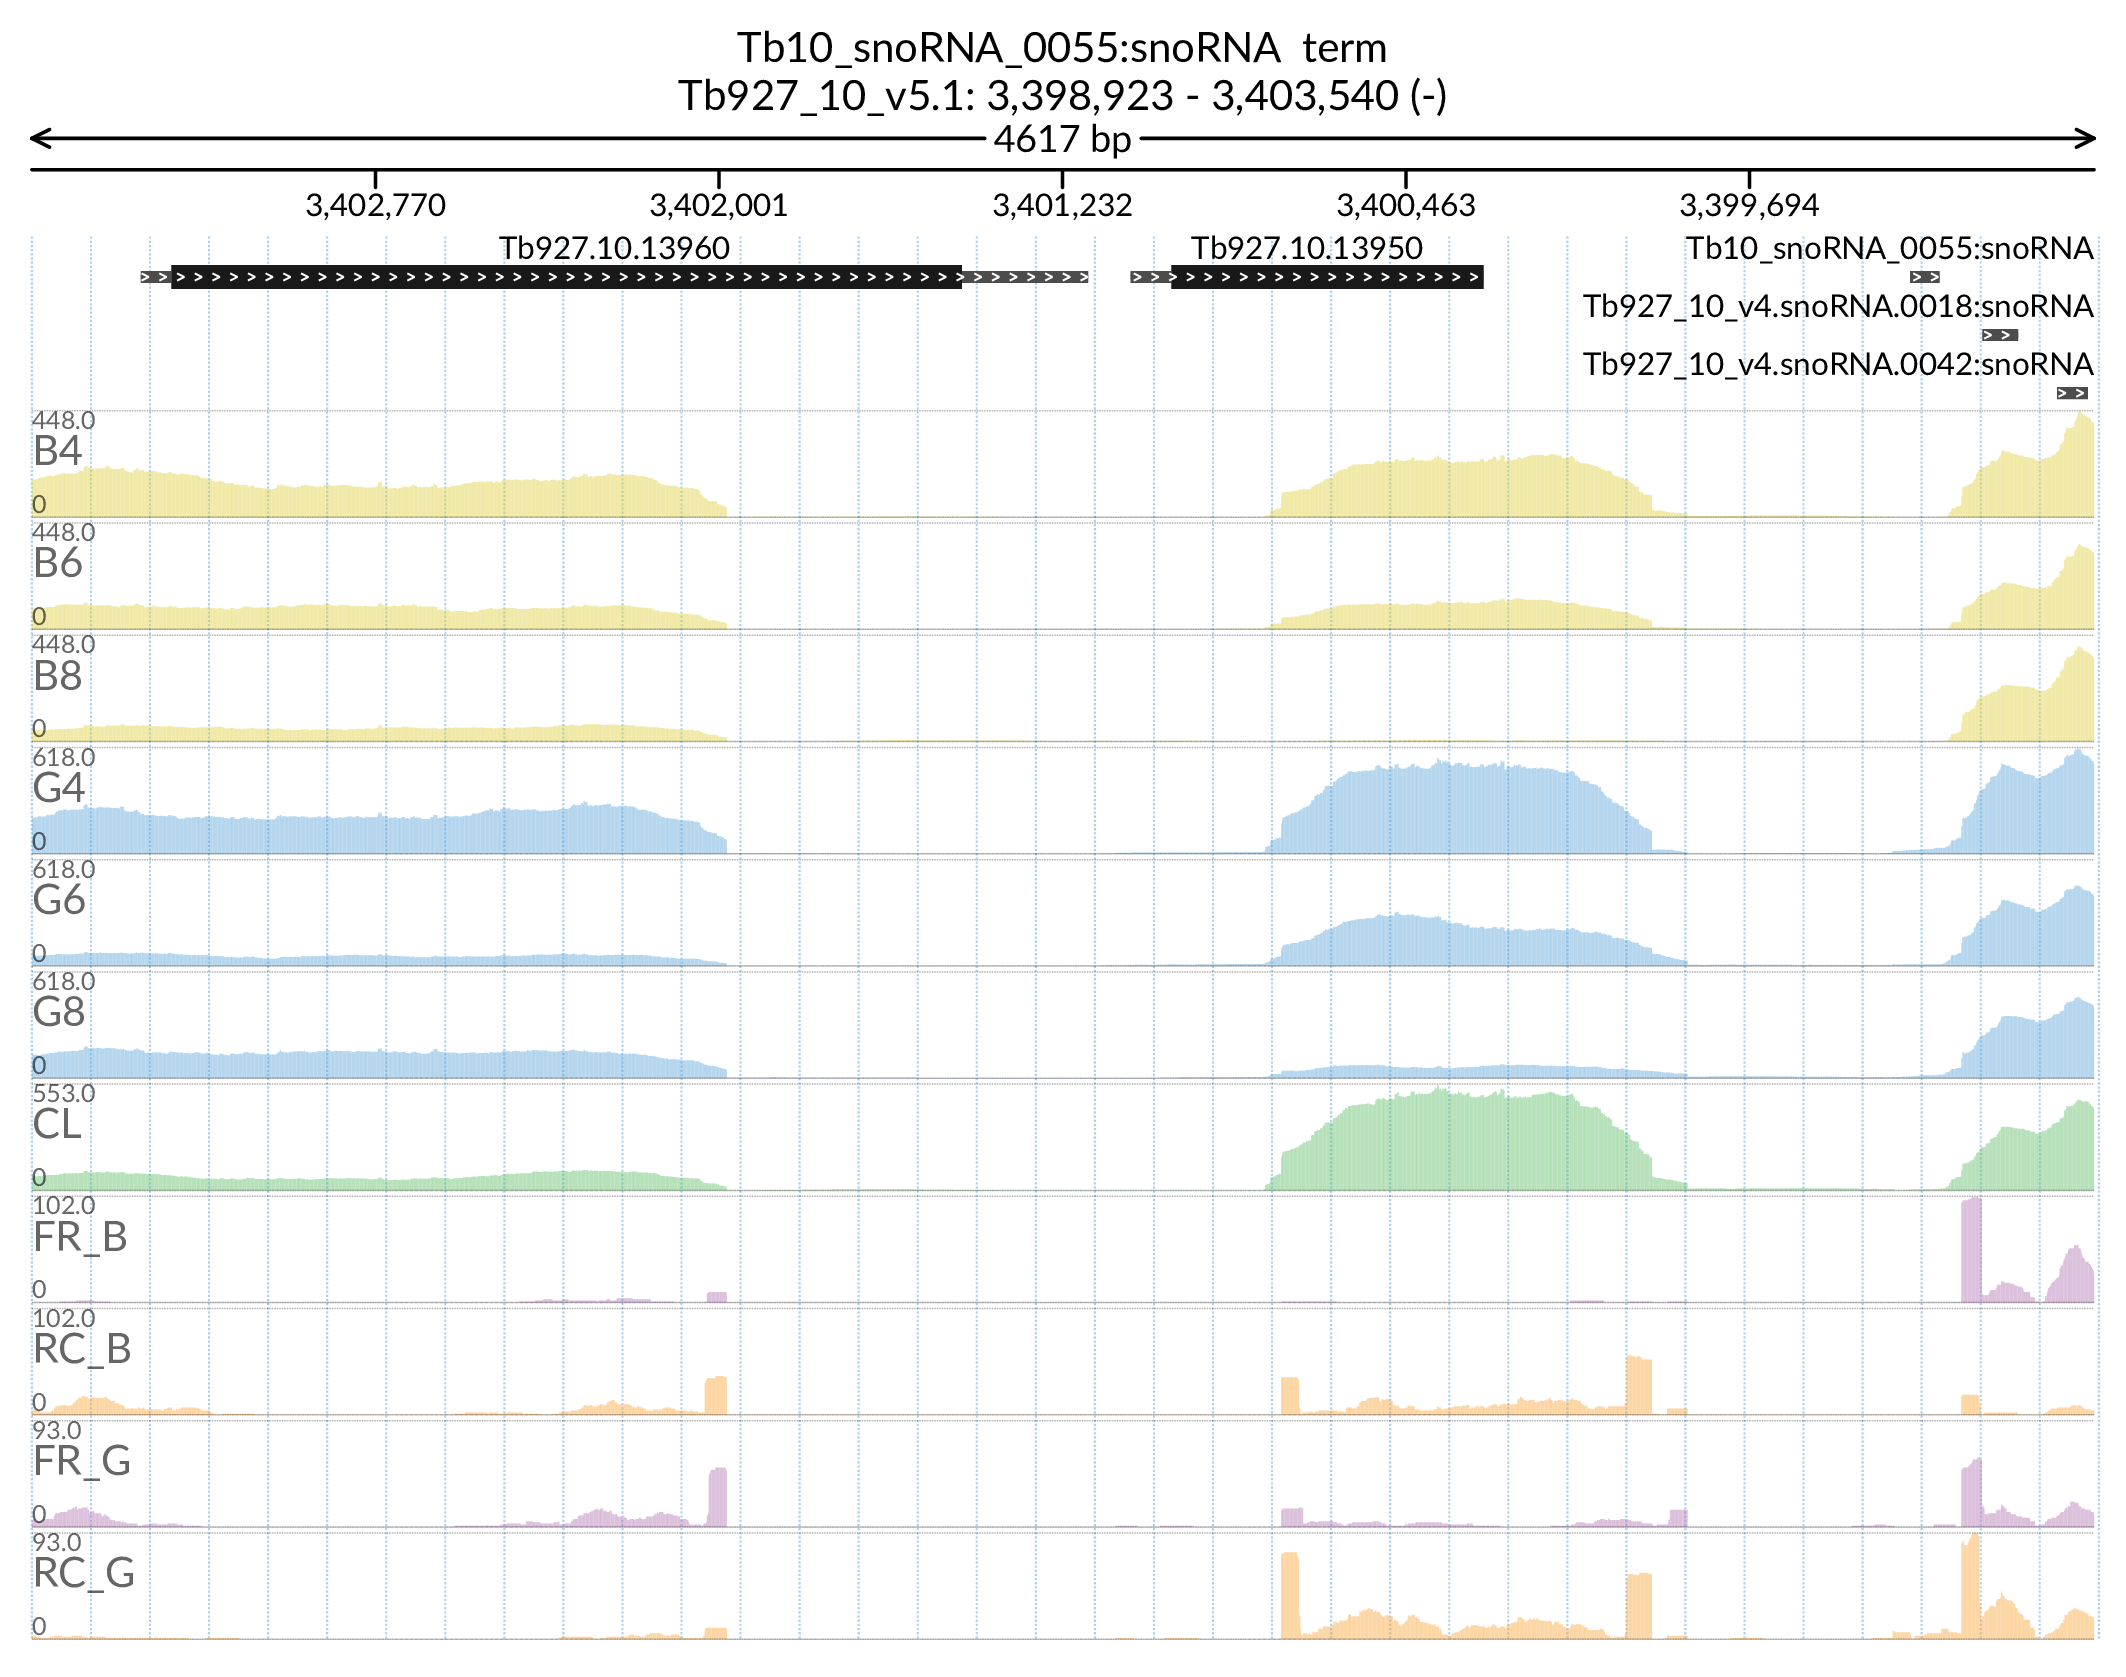 Tb10_snoRNA_0055:snoRNA term
Tb927_10_v5.1: 3,398,923 - 3,403,540 (-)
4617 bp
3,402,770 3,402,001 3,401,232 3,400,463 3,399,694
Tb927.10.13960 Tb927.10.13950 Tb10_snoRNA_0055:snoRNA
Tb927_10_v4.snoRNA.0018:snoRNA
Tb927_10_v4.snoRNA.0042:snoRNA
448.0
B4
0
448.0
B6
0
448.0
B8
0
618.0
G4
0
618.0
G6
0
618.0
G8
0
553.0
CL
0
102.0
FR_B
0
102.0
RC_B
0
93.0
FR_G
0
93.0
RC_G
0